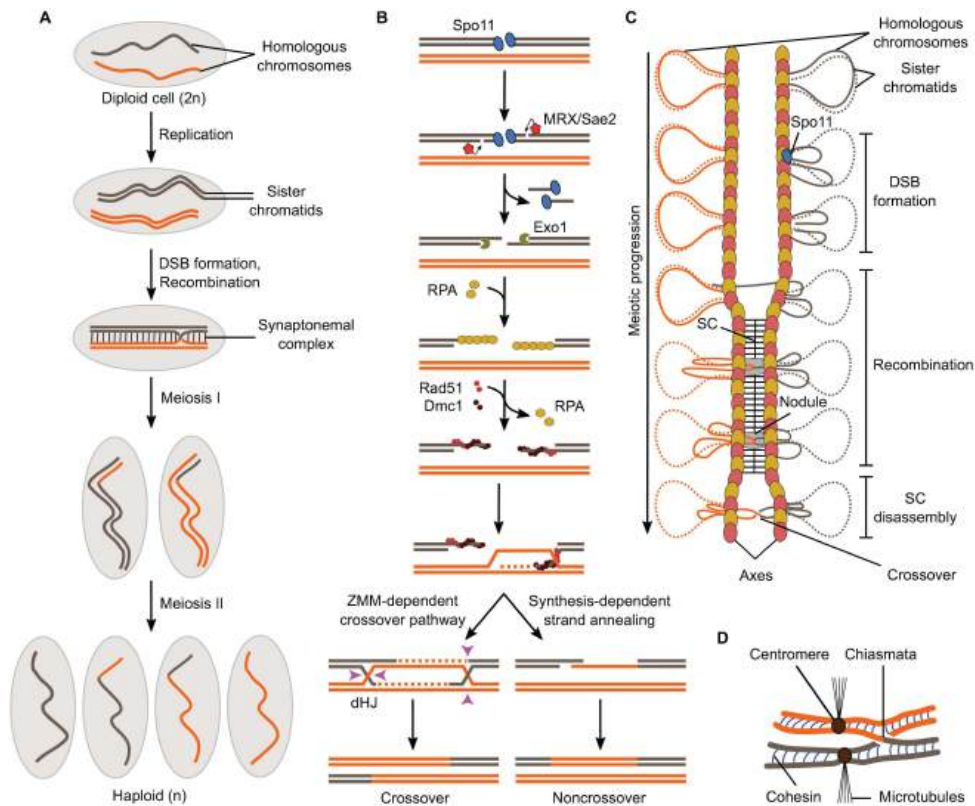 A
Homologous
chromosomes
Diploid cell (2n)
Replication
Sister
chromatids
DSB formation,
Recombination
Synaptonemal
complex
Meiosis I
Meiosis II
Haploid (n)
B
Spo11
MRX/Sae2
Exo1
RPA
Rad51
Dmc1
RPA
ZMM-dependent
crossover pathway
Synthesis-dependent
strand annealing
dHJ
Crossover
Noncrossover
C
Homologous
chromosomes
Sister
chromatids
Spo11
DSB
formation
Meiotic progression
SC
Recombination
Nodule
SC
disassembly
Axes
Crossover
D
Centromere
Chiasmata
Cohesin
Microtubules